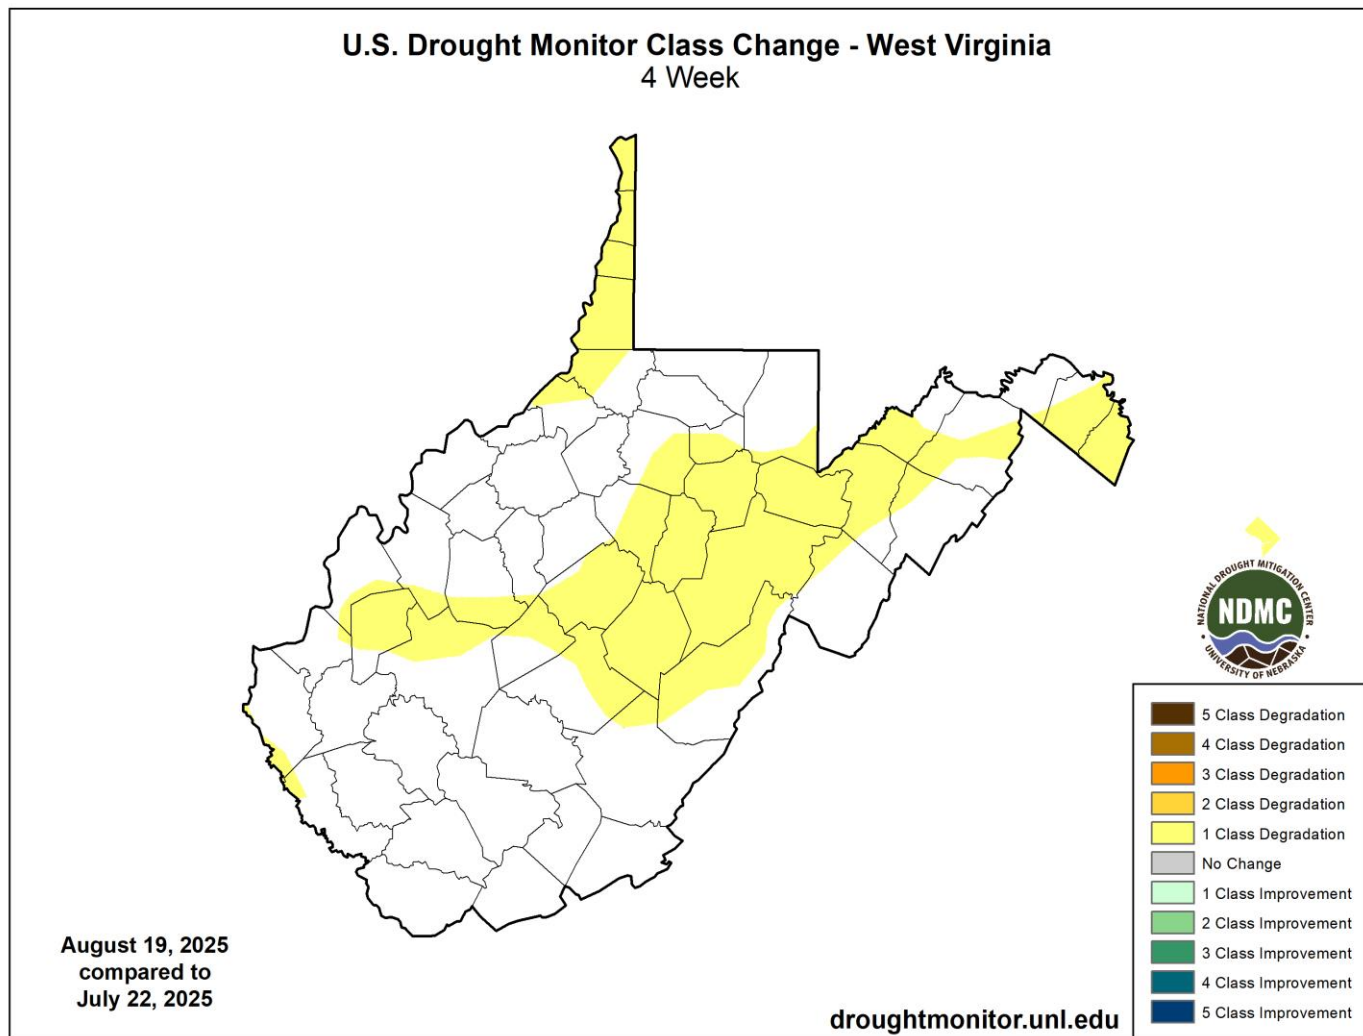 U.S. Drought Monitor Class Change - West Virginia
4 Week
NATIONAL DROUGHT MITIGATION CENTER
NDMC
UNIVERSITY OF NEBRASKA
5 Class Degradation
4 Class Degradation
3 Class Degradation
2 Class Degradation
1 Class Degradation
No Change
1 Class Improvement
2 Class Improvement
3 Class Improvement
4 Class Improvement
5 Class Improvement
August 19, 2025
compared to
July 22, 2025
droughtmonitor.unl.edu